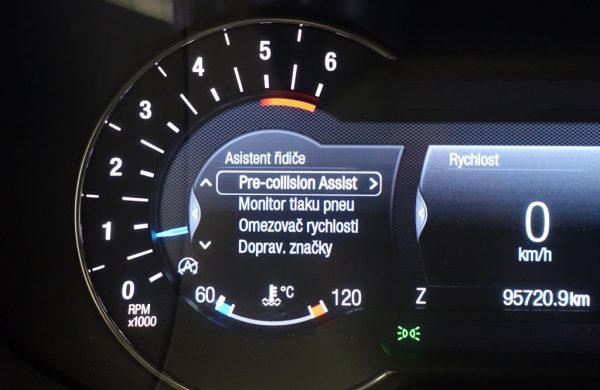 6
5
4
3
2
1
0
RPM
x1000
Asistent řidiče
Pre-collision Assist
Monitor tlaku pneu
Omezovač rychlosti
Doprav. značky
60 °C 120
Rychlost
0
km/h
Z 95720.9km